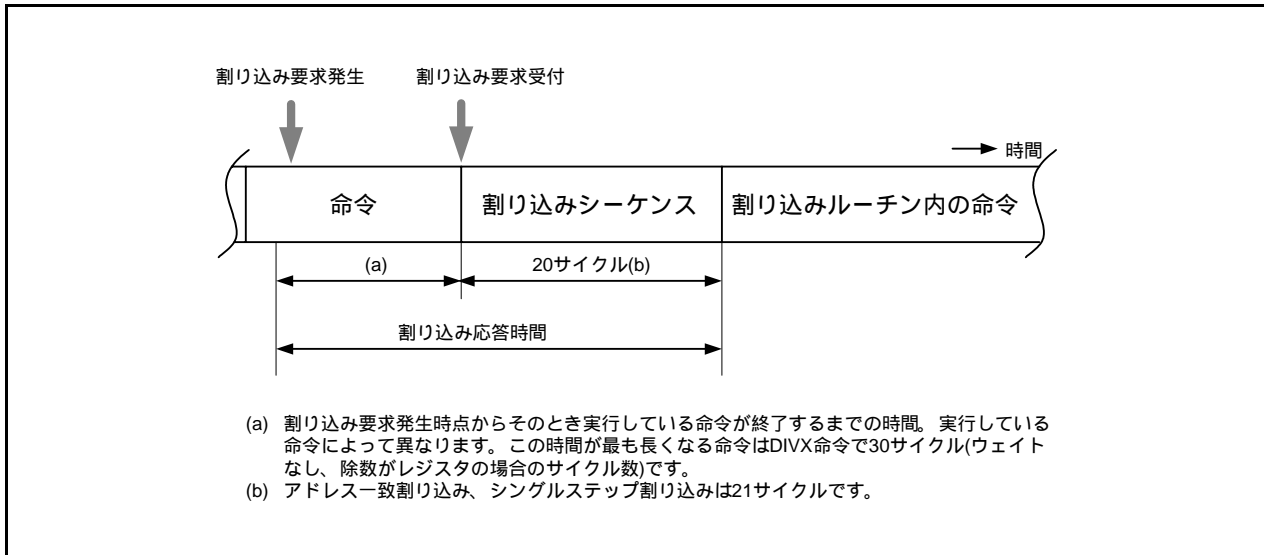 割り込み要求発生
割り込み要求受付
時間
命令
割り込みシーケンス
割り込みルーチン内の命令
(a)
20サイクル(b)
割り込み応答時間
(a) 割り込み要求発生時点からそのとき実行している命令が終了するまでの時間。実行している
命令によって異なります。この時間が最も長くなる命令はDIVX命令で30サイクル(ウェイト
なし、除数がレジスタの場合のサイクル数)です。
(b) アドレス一致割り込み、シングルステップ割り込みは21サイクルです。